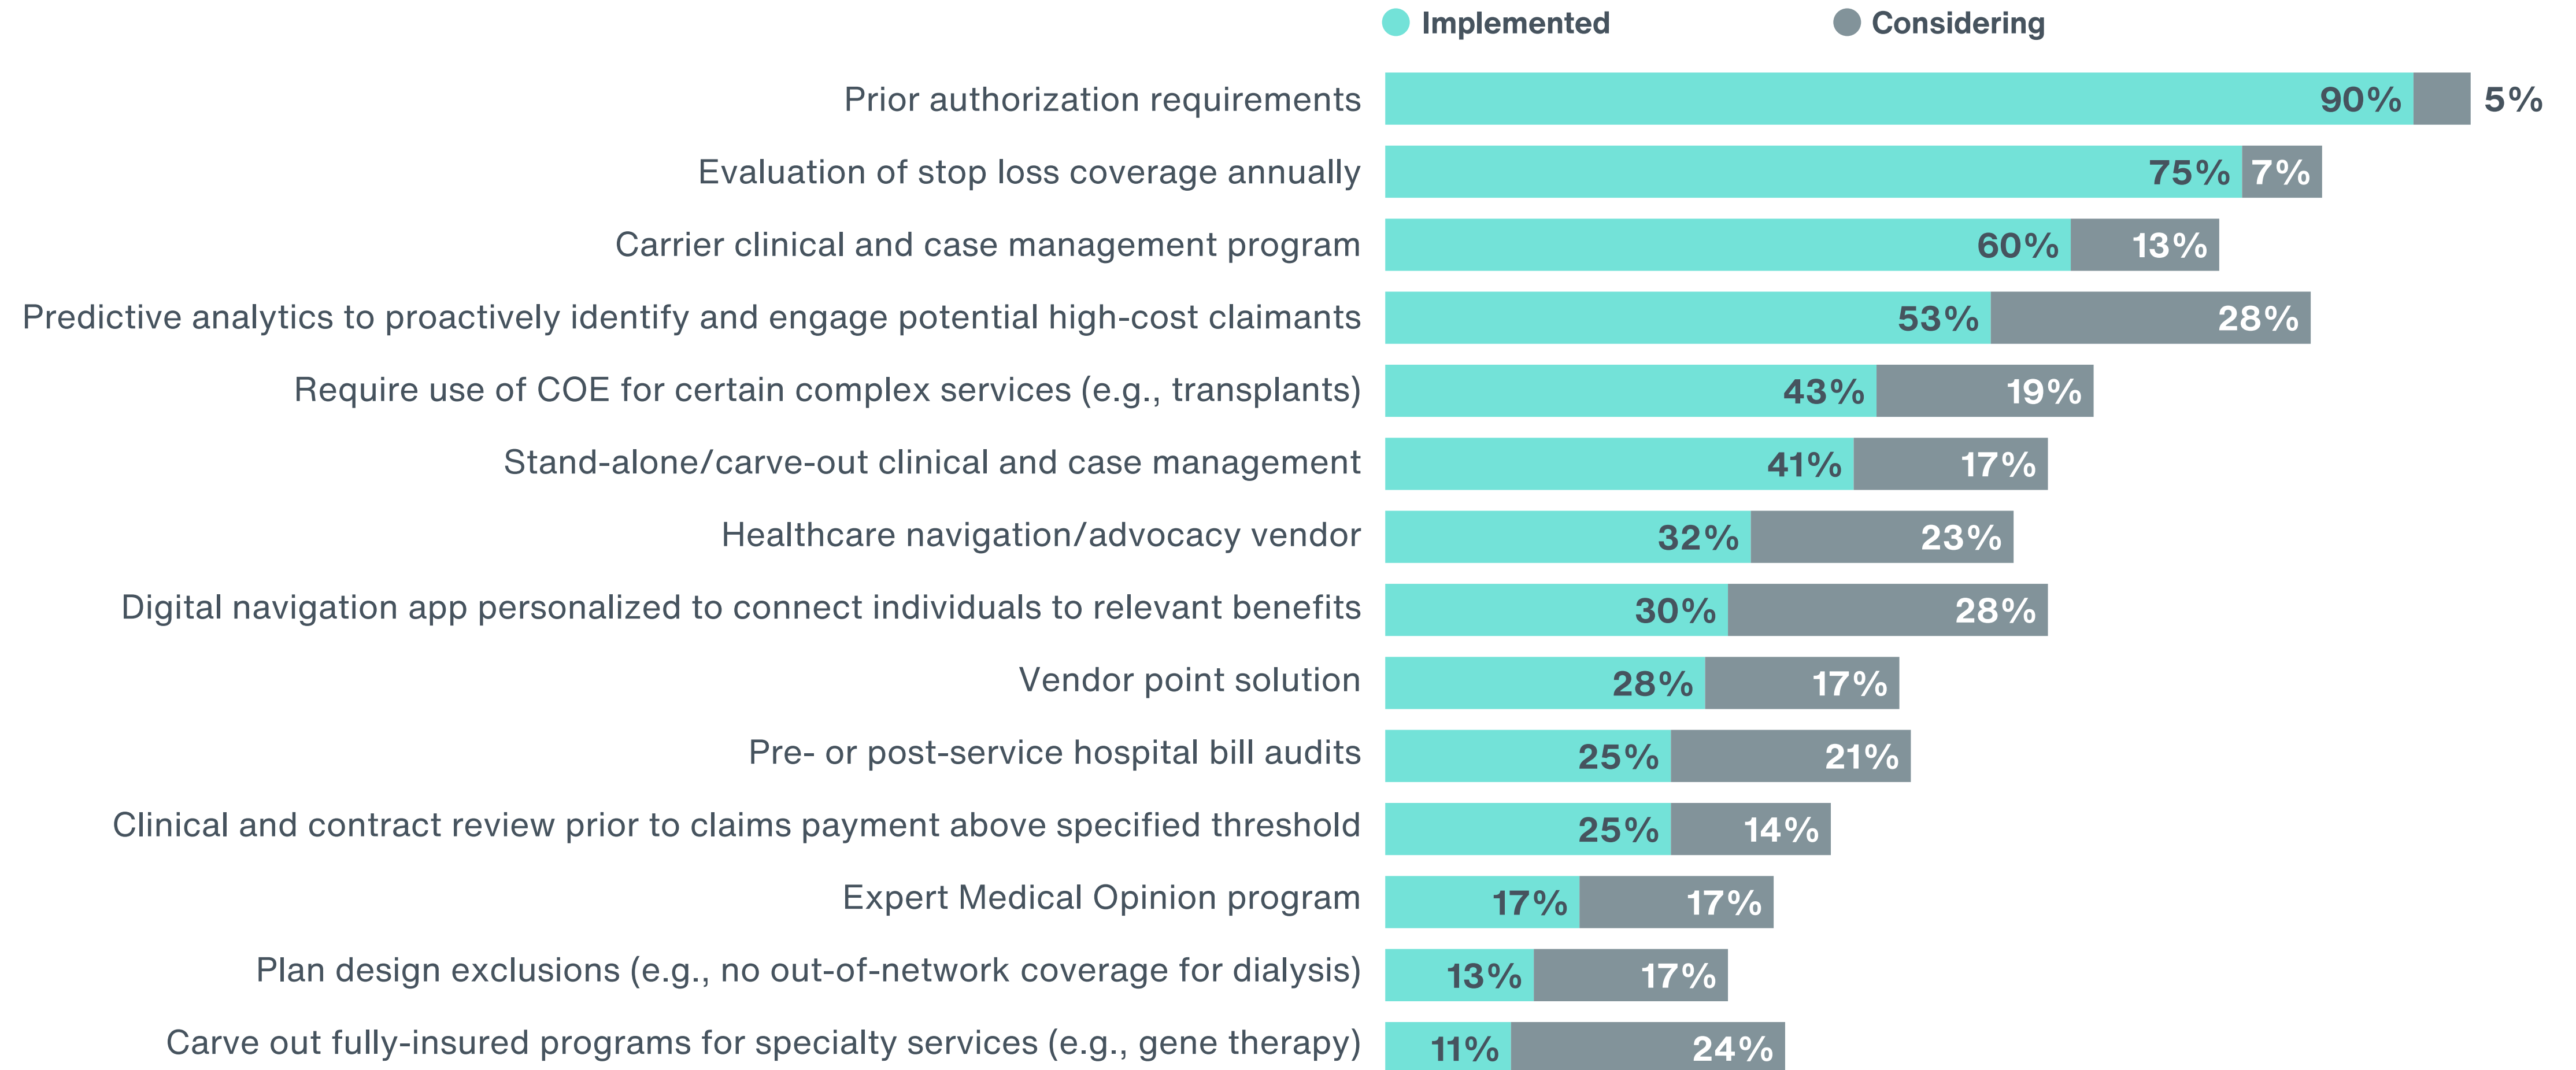 Implemented Considering
Prior authorization requirements 90% 5%
Evaluation of stop loss coverage annually 75% 7%
Carrier clinical and case management program 60% 13%
Predictive analytics to proactively identify and engage potential high-cost claimants 53% 28%
Require use of COE for certain complex services (e.g., transplants) 43% 19%
Stand-alone/carve-out clinical and case management 41% 17%
Healthcare navigation/advocacy vendor 32% 23%
Digital navigation app personalized to connect individuals to relevant benefits 30% 28%
Vendor point solution 28% 17%
Pre- or post-service hospital bill audits 25% 21%
Clinical and contract review prior to claims payment above specified threshold 25% 14%
Expert Medical Opinion program 17% 17%
Plan design exclusions (e.g., no out-of-network coverage for dialysis) 13% 17%
Carve out fully-insured programs for specialty services (e.g., gene therapy) 11% 24%